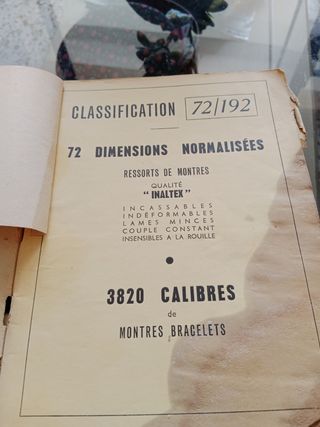 CLASSIFICATION 72/192
72 DIMENSIONS NORMALISÉES
RESSORTS DE MONTRES
QUALITÉ
" INALTEX "
INCASSABLES
INDÉFORMABLES
LAMES MINCES
COUPLE CONSTANT
INSENSIBLES A LA ROUILLE
3820 CALIBRES
de
MONTRES BRACELETS